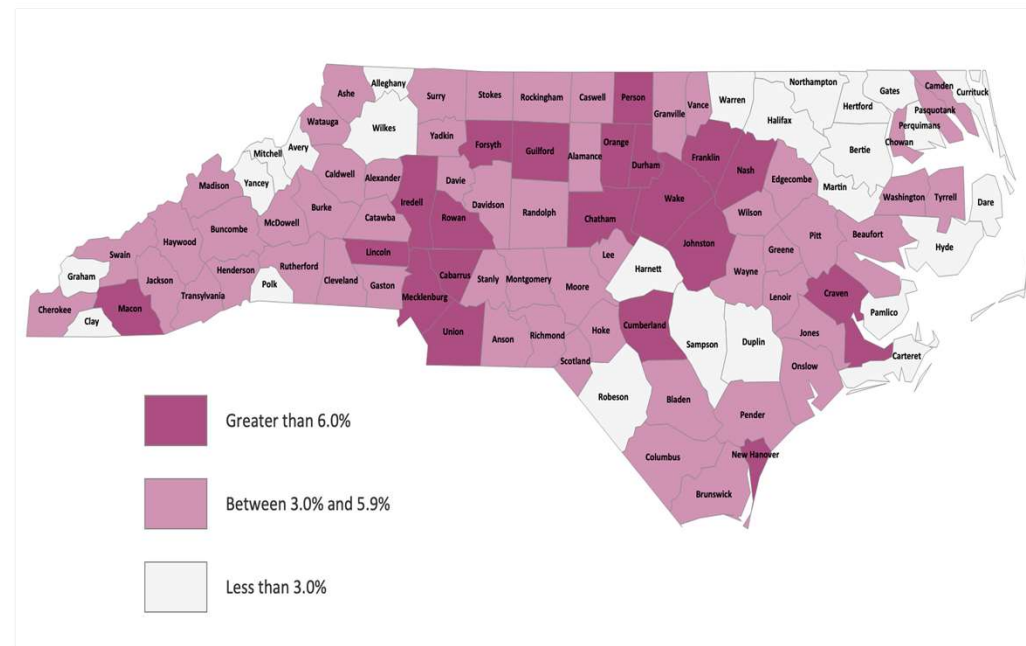 Alleghany
Northampton
Ashe
Surry
Stokes
Rockingham
Caswell
Person
Vance
Warren
Gates
Camden
Currituck
Granville
Hertford
Pasquotank
Halifax
Perquimans
Watauga
Wilkes
Yadkin
Forsyth
Guilford
Orange
Chowan
Avery
Mitchell
Alamance
Durham
Franklin
Nash
Bertie
Yancey
Caldwell
Alexander
Davie
Madison
Iredell
Davidson
Edgecombe
Martin
Wake
Washington
Tyrrell
Dare
Burke
Buncombe
McDowell
Catawba
Rowan
Randolph
Chatham
Wilson
Haywood
Pitt
Beaufort
Swain
Lincoln
Johnston
Greene
Hyde
Lee
Graham
Jackson
Henderson
Rutherford
Cleveland
Gaston
Cabarrus
Stanly
Montgomery
Moore
Harnett
Wayne
Polk
Transylvania
Mecklenburg
Lenoir
Craven
Cherokee
Macon
Clay
Union
Anson
Richmond
Hoke
Cumberland
Sampson
Duplin
Jones
Pamlico
Scotland
Onslow
Carteret
Robeson
Bladen
Pender
Columbus
New Hanover
Brunswick
Greater than 6.0%
Between 3.0% and 5.9%
Less than 3.0%